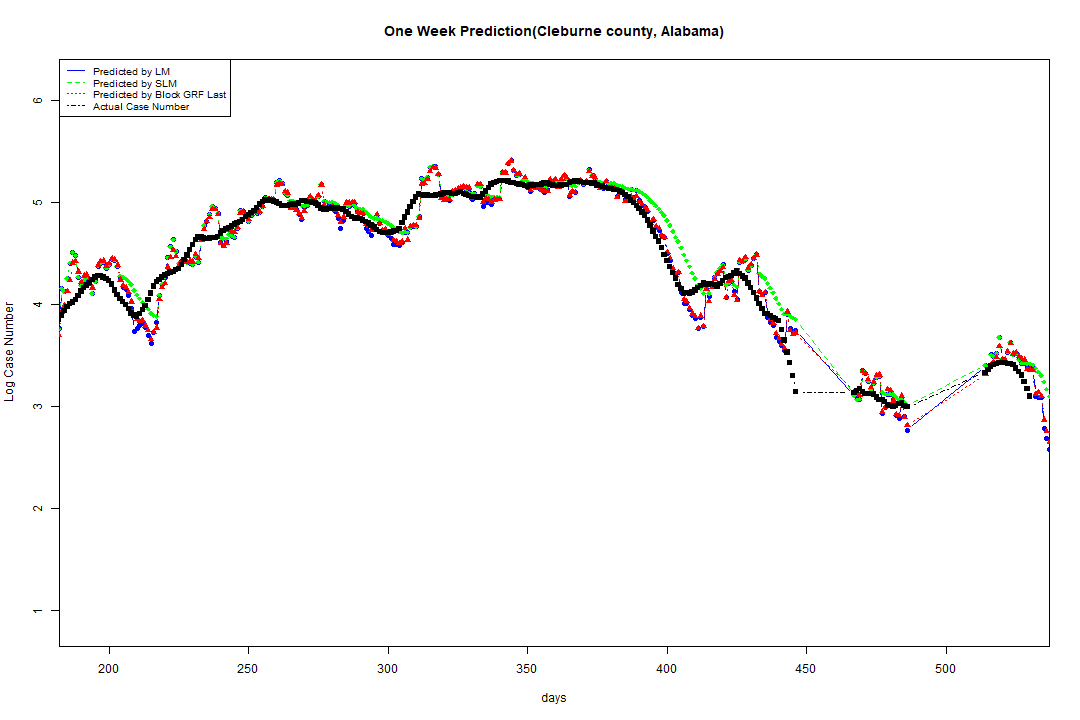 One Week Prediction(Cleburne county, Alabama)
Predicted by LM
Predicted by SLM
Predicted by Block GRF Last
Actual Case Number
Log Case Number
6
5
4
3
2
1
200 250 300 350 400 450 500
days